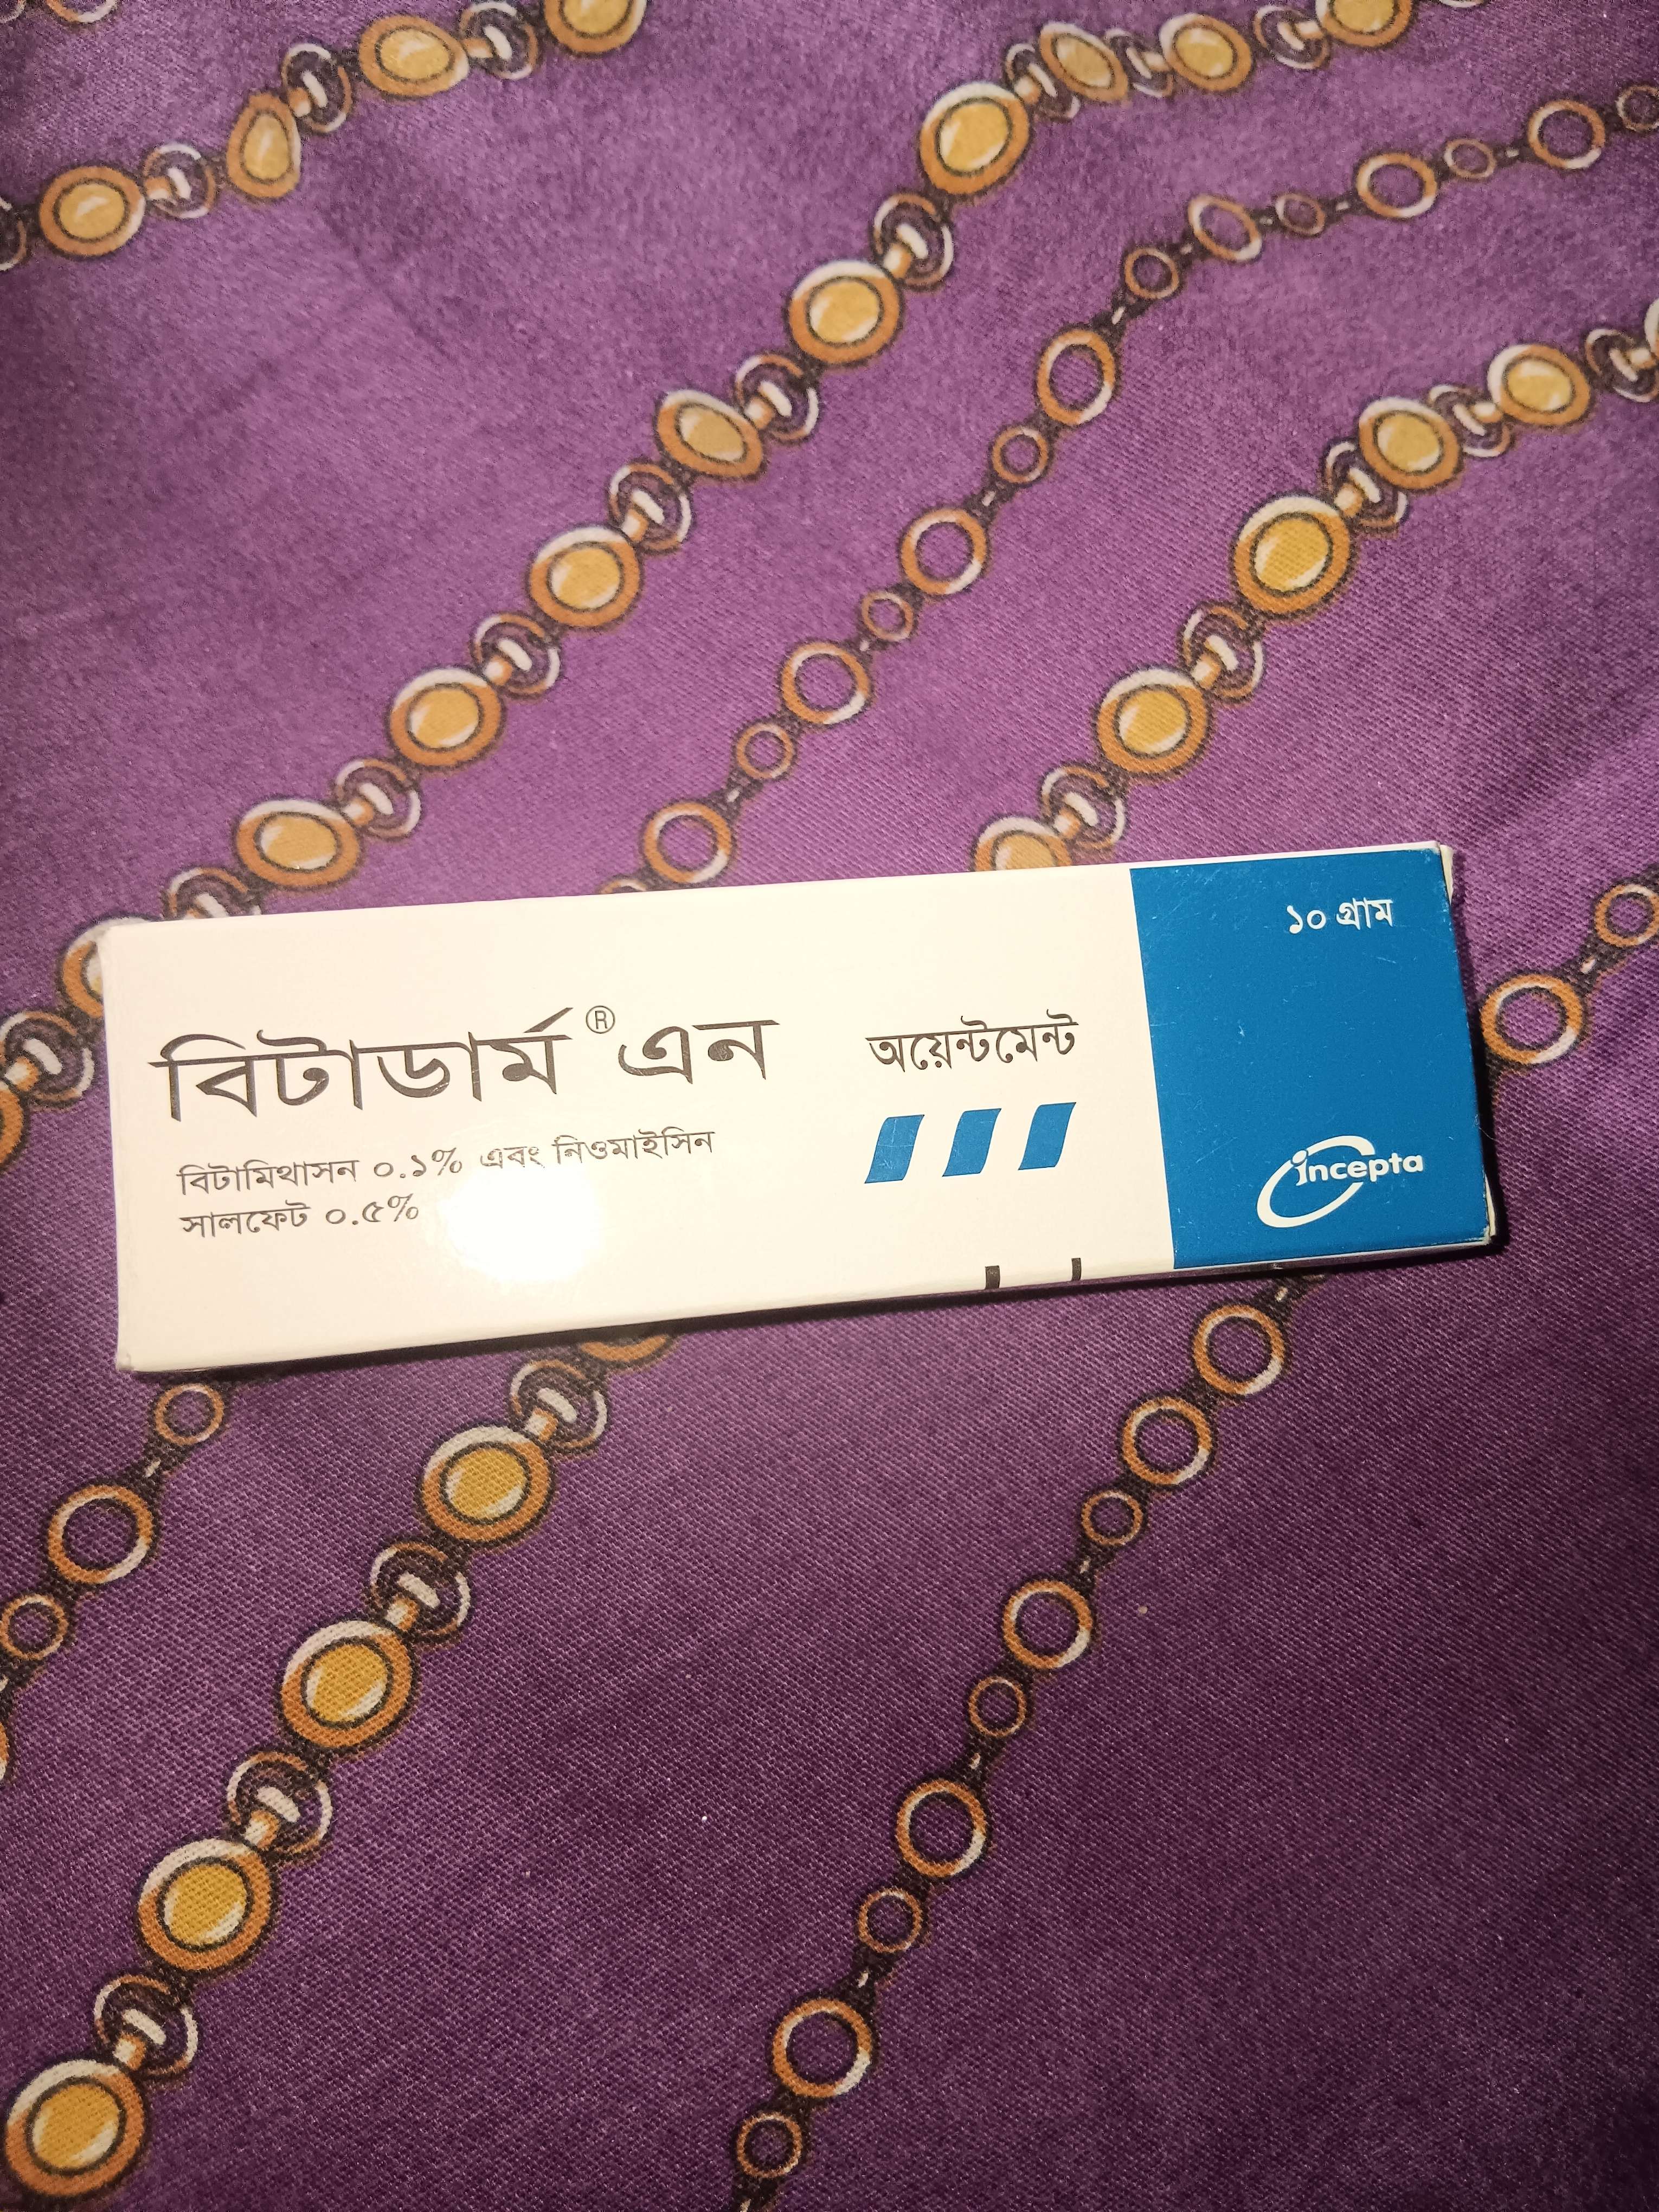 ১০ গ্রাম
বিটাডার্ম® এন অয়েন্টমেন্ট
বিটামিথাসন ০.১% এবং নিওমাইসিন
সালফেট ০.৫%
incepta